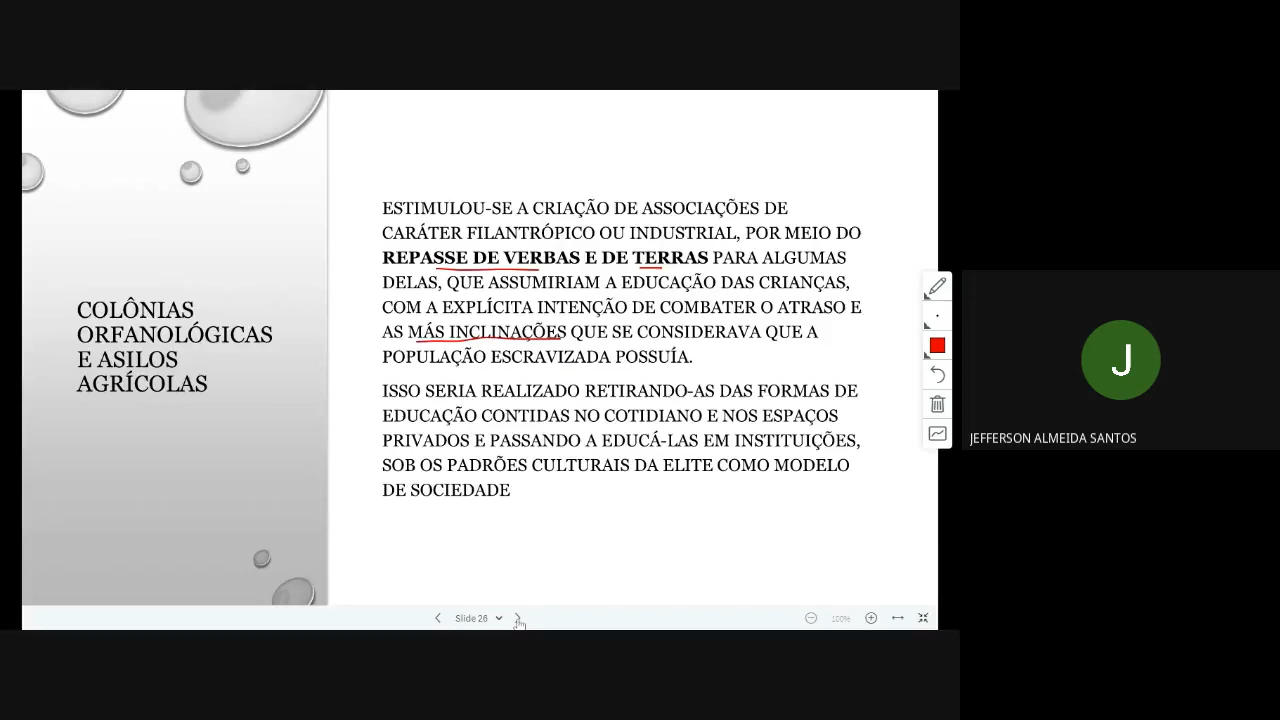 COLÔNIAS
ORFANOLÓGICAS
E ASILOS
AGRÍCOLAS
ESTIMULOU-SE A CRIAÇÃO DE ASSOCIAÇÕES DE
CARÁTER FILANTRÓPICO OU INDUSTRIAL, POR MEIO DO
REPASSE DE VERBAS E DE TERRAS PARA ALGUMAS
DELAS, QUE ASSUMIRIAM A EDUCAÇÃO DAS CRIANÇAS,
COM A EXPLÍCITA INTENÇÃO DE COMBATER O ATRASO E
AS MÁS INCLINAÇÕES QUE SE CONSIDERAVA QUE A
POPULAÇÃO ESCRAVIZADA POSSUÍA.
ISSO SERIA REALIZADO RETIRANDO-AS DAS FORMAS DE
EDUCAÇÃO CONTIDAS NO COTIDIANO E NOS ESPAÇOS
PRIVADOS E PASSANDO A EDUCÁ-LAS EM INSTITUIÇÕES,
SOB OS PADRÕES CULTURAIS DA ELITE COMO MODELO
DE SOCIEDADE
Slide 26
100%
J
JEFFERSON ALMEIDA SANTOS